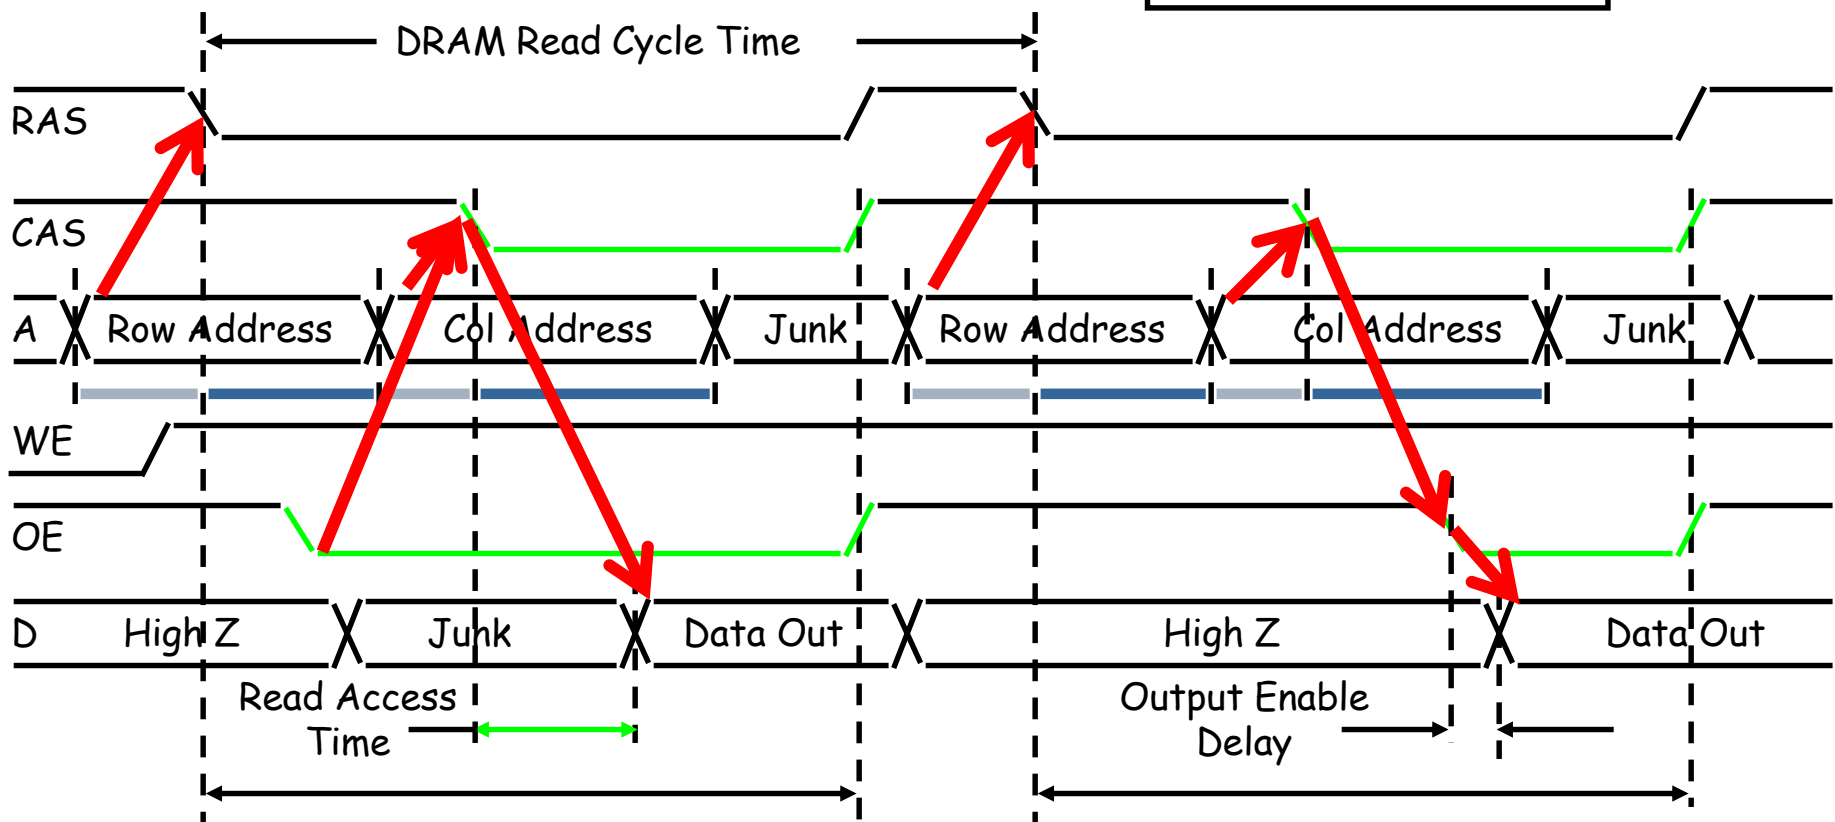 DRAM Read Cycle Time
RAS
CAS
A Row Address Col Address Junk Row Address Col Address Junk
WE
OE
D High Z Junk Data Out High Z Data Out
Read Access
Time
Output Enable
Delay